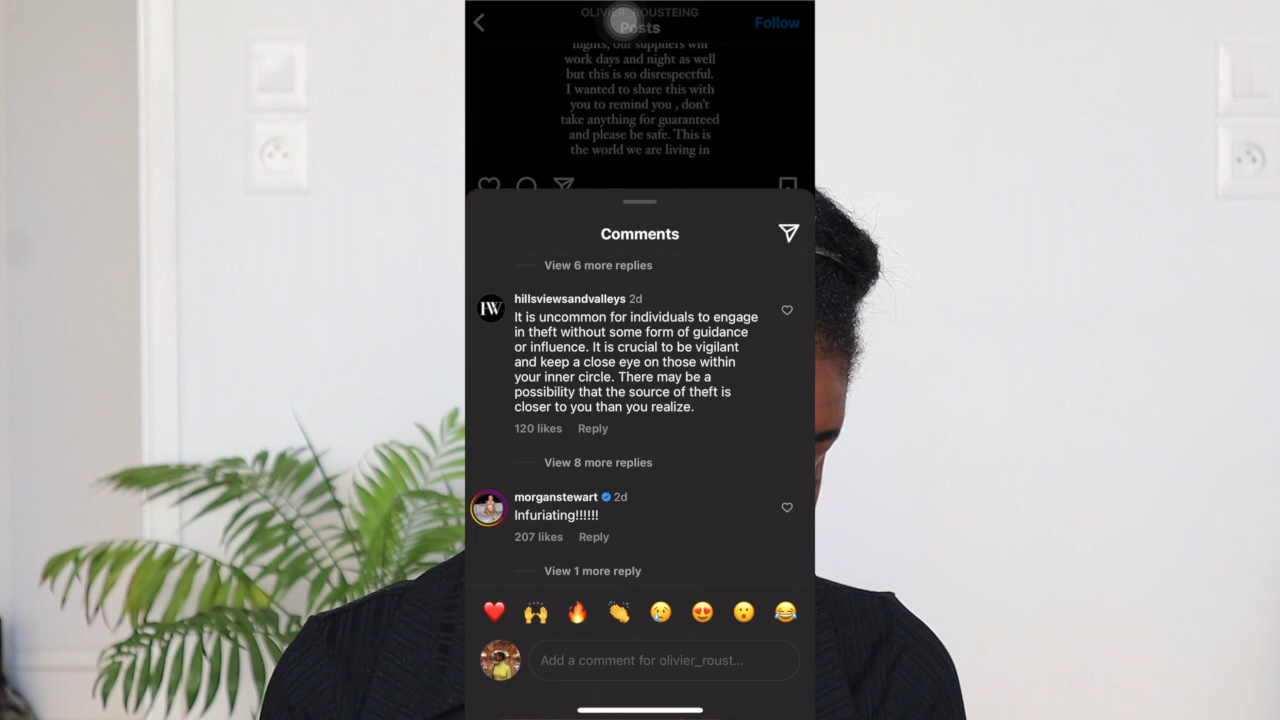 OLIVIER_ROUSTEING
Posts
Follow
nights, our suppliers will
work days and night as well
but this is so disrespectful.
I wanted to share this with
you to remind you , don't
take anything for guaranteed
and please be safe. This is
the world we are living in
Comments
View 6 more replies
hillsviewsandvalleys 2d
It is uncommon for individuals to engage
in theft without some form of guidance
or influence. It is crucial to be vigilant
and keep a close eye on those within
your inner circle. There may be a
possibility that the source of theft is
closer to you than you realize.
120 likes Reply
View 8 more replies
morganstewart 2d
Infuriating!!!!!!
207 likes Reply
View 1 more reply
Add a comment for olivier_roust...